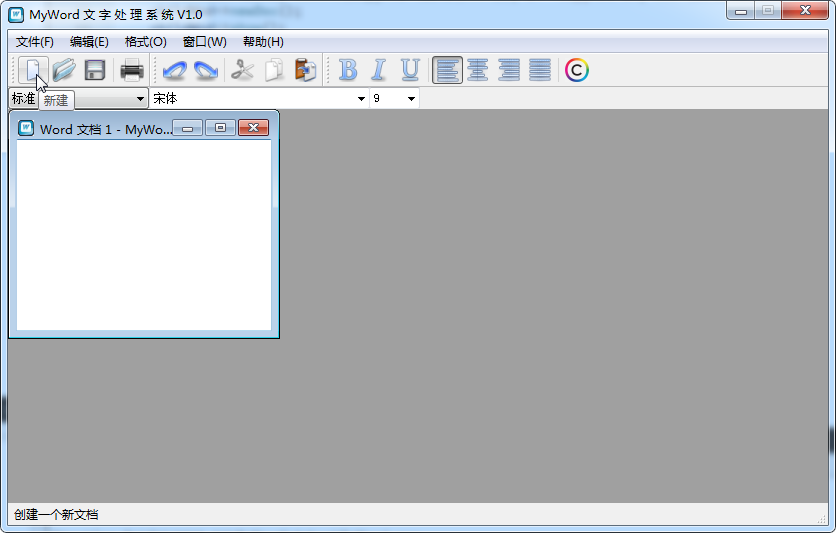 MyWord 文 字 处 理 系 统 V1.0
文件(F) 编辑(E) 格式(O) 窗口(W) 帮助(H)
B I U C
标准 新建 宋体 9
Word 文档 1 - MyWo...
创建一个新文档